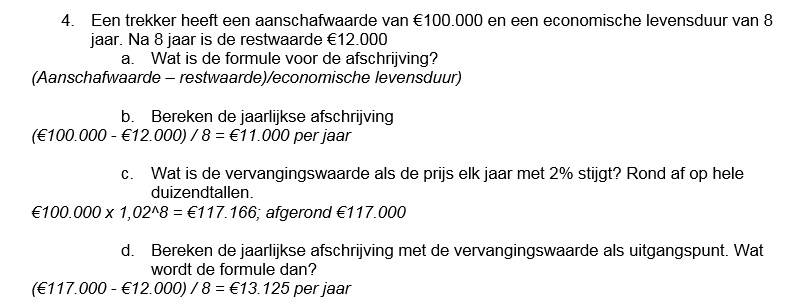 4. Een trekker heeft een aanschafwaarde van €100.000 en een economische levensduur van 8
jaar. Na 8 jaar is de restwaarde €12.000
a. Wat is de formule voor de afschrijving?
(Aanschafwaarde – restwaarde)/economische levensduur)
b. Bereken de jaarlijkse afschrijving
(€100.000 - €12.000) / 8 = €11.000 per jaar
c. Wat is de vervangingswaarde als de prijs elk jaar met 2% stijgt? Rond af op hele
duizendtallen.
€100.000 x 1,02^8 = €117.166; afgerond €117.000
d. Bereken de jaarlijkse afschrijving met de vervangingswaarde als uitgangspunt. Wat
wordt de formule dan?
(€117.000 - €12.000) / 8 = €13.125 per jaar